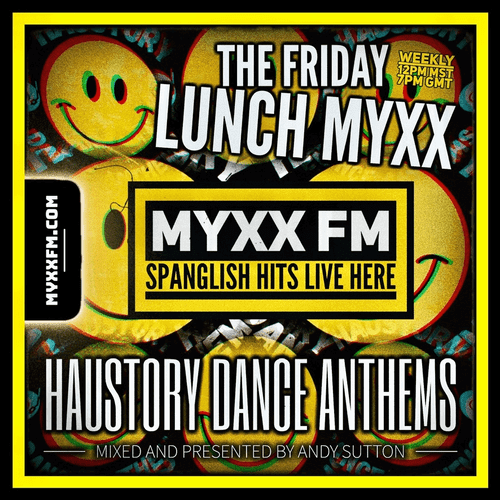 THE FRIDAY
LUNCH MYXX
WEEKLY
12PM MST
7PM GMT
MYXXFM.COM
MYXX FM
SPANGLISH HITS LIVE HERE
HAUSTORY DANCE ANTHEMS
MIXED AND PRESENTED BY ANDY SUTTON